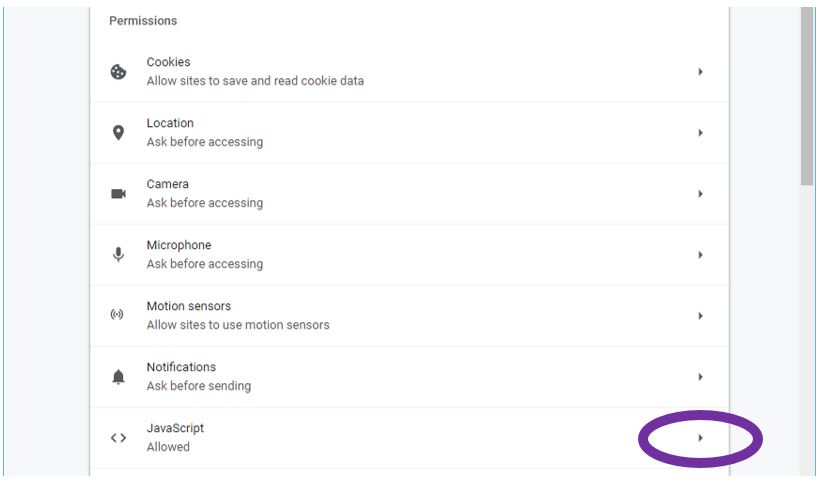 Permissions
Cookies
Allow sites to save and read cookie data
Location
Ask before accessing
Camera
Ask before accessing
Microphone
Ask before accessing
Motion sensors
Allow sites to use motion sensors
Notifications
Ask before sending
JavaScript
Allowed